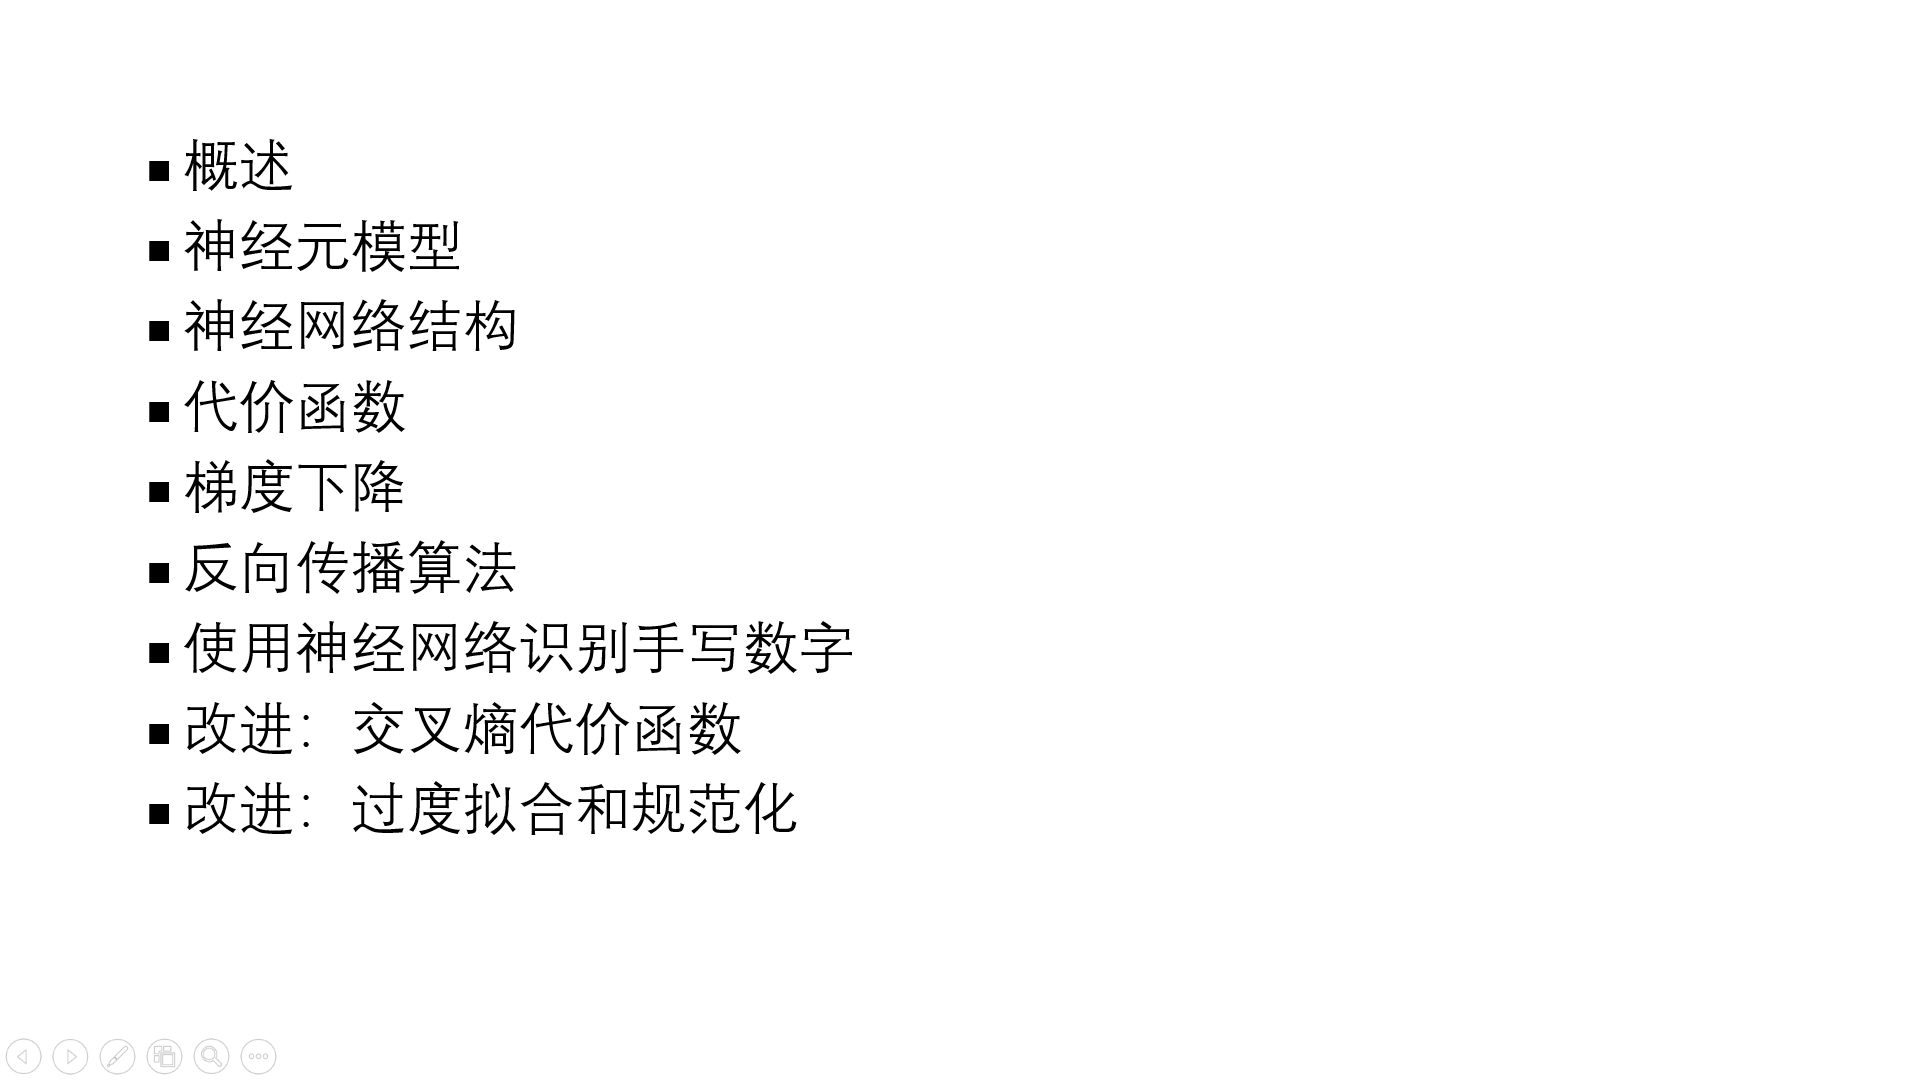 ■ 概述
■ 神经元模型
■ 神经网络结构
■ 代价函数
■ 梯度下降
■ 反向传播算法
■ 使用神经网络识别手写数字
■ 改进：交叉熵代价函数
■ 改进：过度拟合和规范化